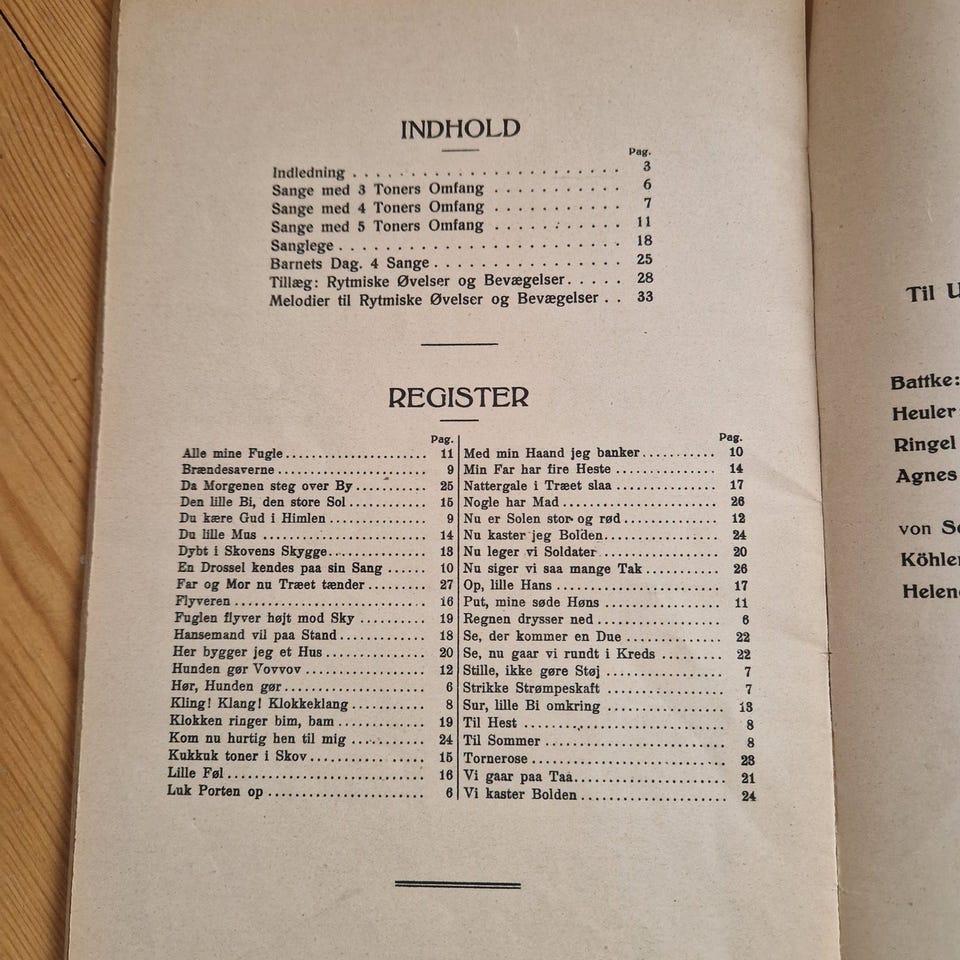 INDHOLD
Pag.
Indledning . . . . . . . . . . . . . . . . . . . . . . . 3
Sange med 3 Toners Omfang . . . . . . . . . . . 6
Sange med 4 Toners Omfang . . . . . . . . . . . 7
Sange med 5 Toners Omfang . . . . . . . . . . . 11
Sanglege . . . . . . . . . . . . . . . . . . . . . . . . 18
Barnets Dag. 4 Sange . . . . . . . . . . . . . . . . 25
Tillæg: Rytmiske Øvelser og Bevægelser . . . . . 28
Melodier til Rytmiske Øvelser og Bevægelser . . 33
REGISTER
Pag.
Alle mine Fugle ..................... 11
Brændesaverne ..................... 9
Da Morgenen steg over By .......... 25
Den lille Bi, den store Sol ........... 15
Du kære Gud i Himlen .............. 9
Du lille Mus ........................ 14
Dybt i Skovens Skygge.............. 13
En Drossel kendes paa sin Sang ..... 10
Far og Mor nu Træet tænder ........ 27
Flyveren ............................ 16
Fuglen flyver højt mod Sky ......... 19
Hansemand vil paa Stand............ 18
Her bygger jeg et Hus ............... 20
Hunden gør Vovvov ................. 12
Hør, Hunden gør..................... 6
Kling! Klang! Klokkeklang ........... 8
Klokken ringer bim, bam ............ 19
Kom nu hurtig hen til mig .......... 24
Kukkuk toner i Skov................. 15
Lille Føl ............................. 16
Luk Porten op ....................... 6
Pag.
Med min Haand jeg banker........... 10
Min Far har fire Heste ............... 14
Nattergale i Træet slaa ............... 17
Nogle har Mad ....................... 26
Nu er Solen stor og rød .............. 12
Nu kaster jeg Bolden................. 24
Nu leger vi Soldater .................. 20
Nu siger vi saa mange Tak ........... 26
Op, lille Hans ........................ 17
Put, mine søde Høns ................. 11
Regnen drysser ned .................. 6
Se, der kommer en Due .............. 22
Se, nu gaar vi rundt i Kreds ......... 22
Stille, ikke gøre Støj ................. 7
Strikke Strømpeskaft ................. 7
Sur, lille Bi omkring ................. 13
Til Hest .............................. 8
Til Sommer ........................... 8
Tornerose............................. 23
Vi gaar paa Taa...................... 21
Vi kaster Bolden ..................... 24
Til
Battke:
Heuler
Ringel
Agnes
von